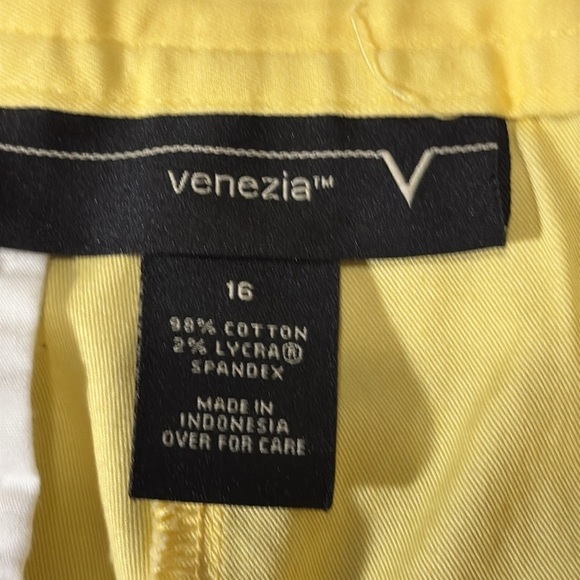 venezia™
16
98% COTTON
2% LYCRA®
SPANDEX
MADE IN
INDONESIA
OVER FOR CARE